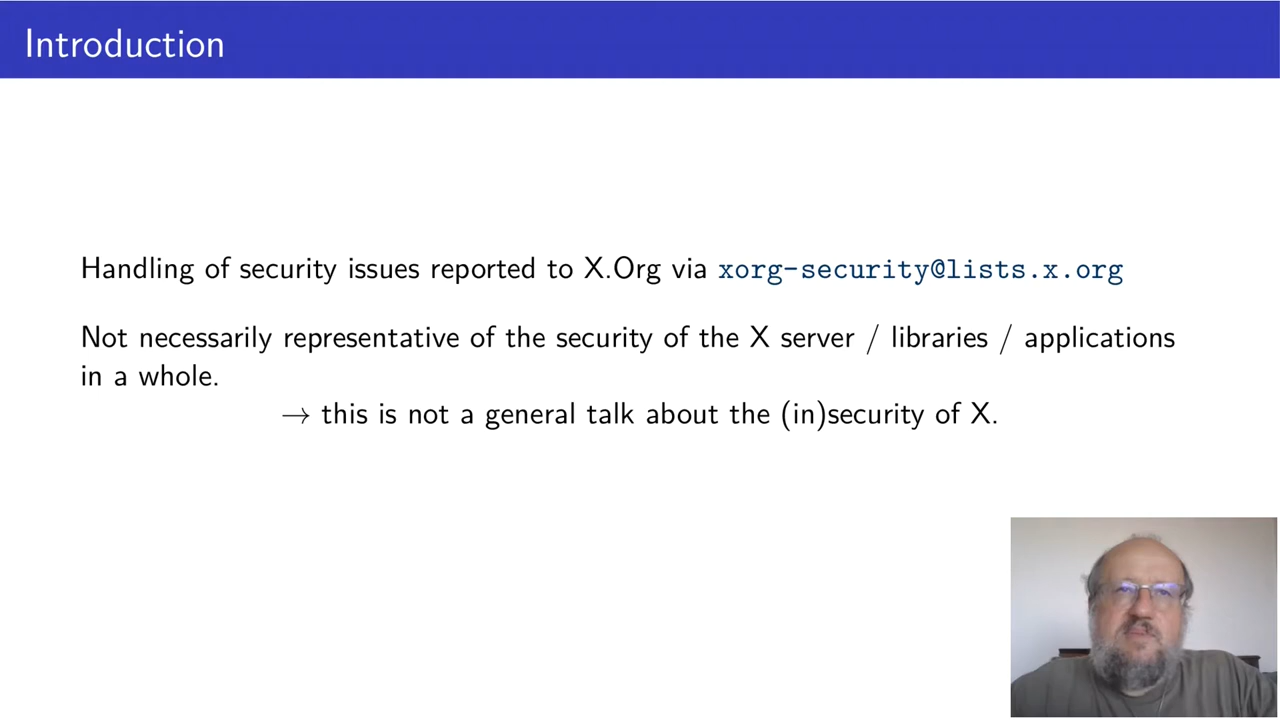 Introduction
Handling of security issues reported to X.Org via xorg-security@lists.x.org
Not necessarily representative of the security of the X server / libraries / applications
in a whole.
→ this is not a general talk about the (in)security of X.